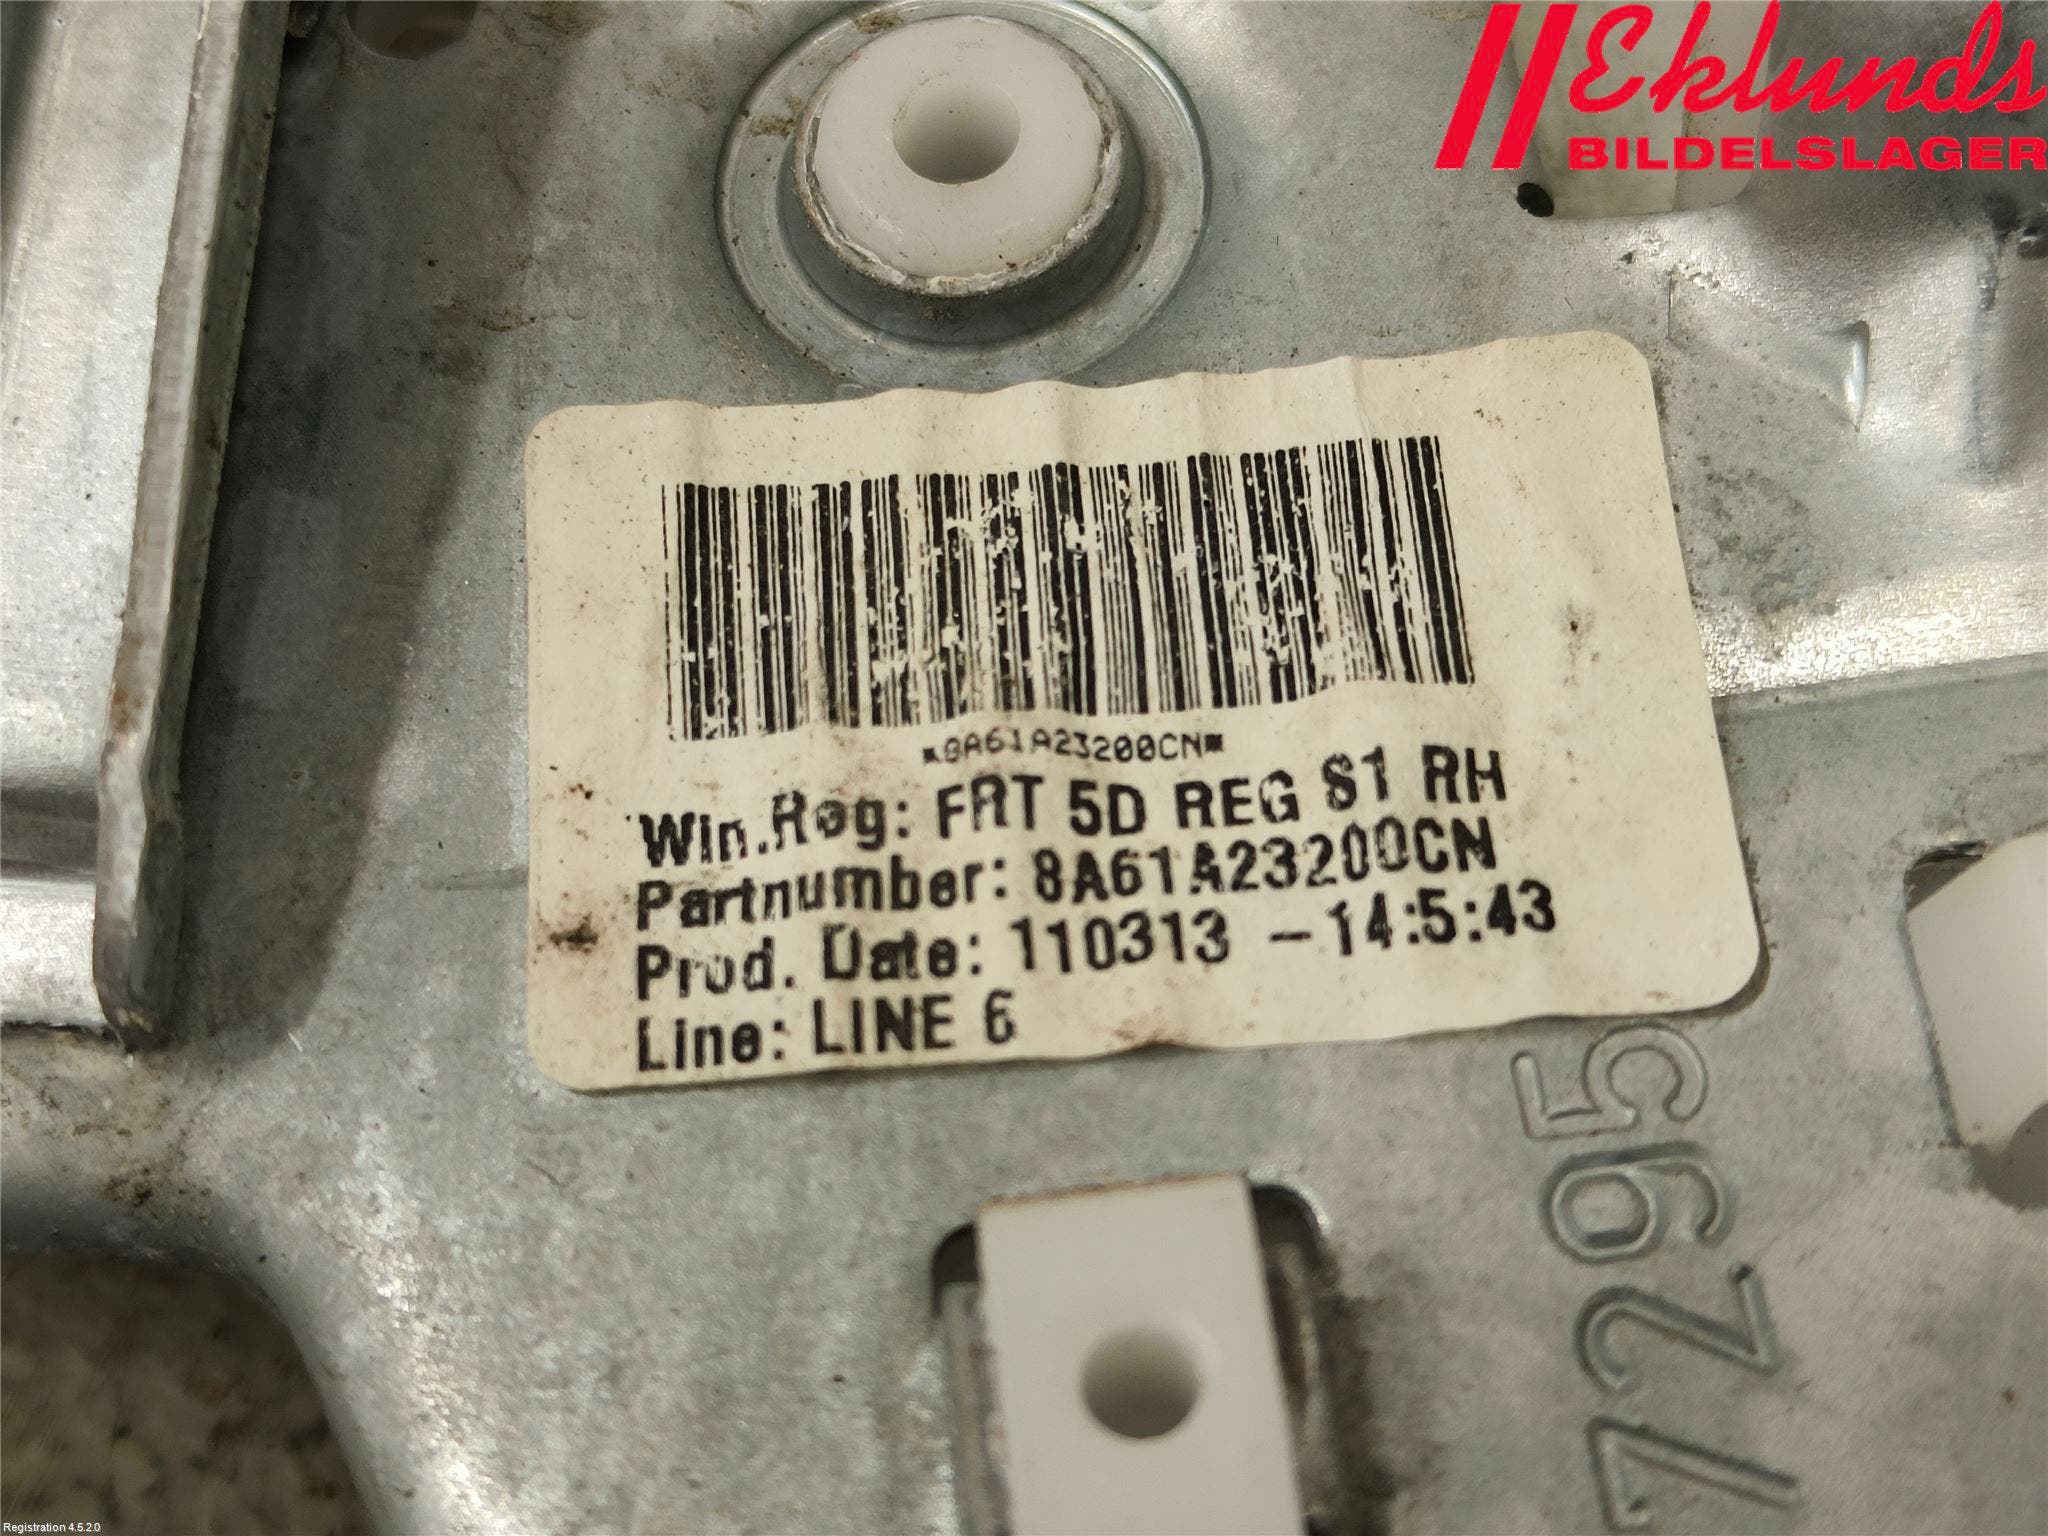 Eklunds
BILDELSLAGER
*8A61A23200CN*
Win.Reg: FRT 5D REG S1 RH
Partnumber: 8A61A23200CN
Prod. Date: 110313 -14:5:43
Line: LINE 6
7295
Registration 4.5.2.0